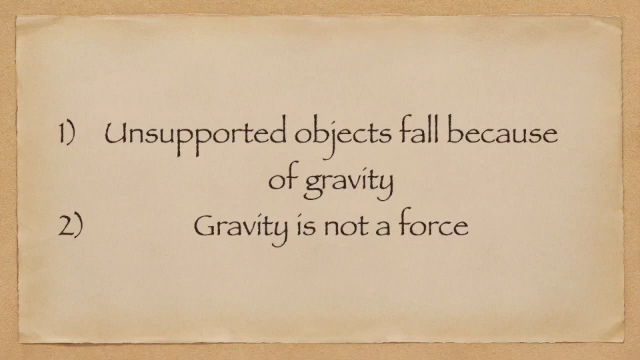 1) Unsupported objects fall because
of gravity
2) Gravity is not a force